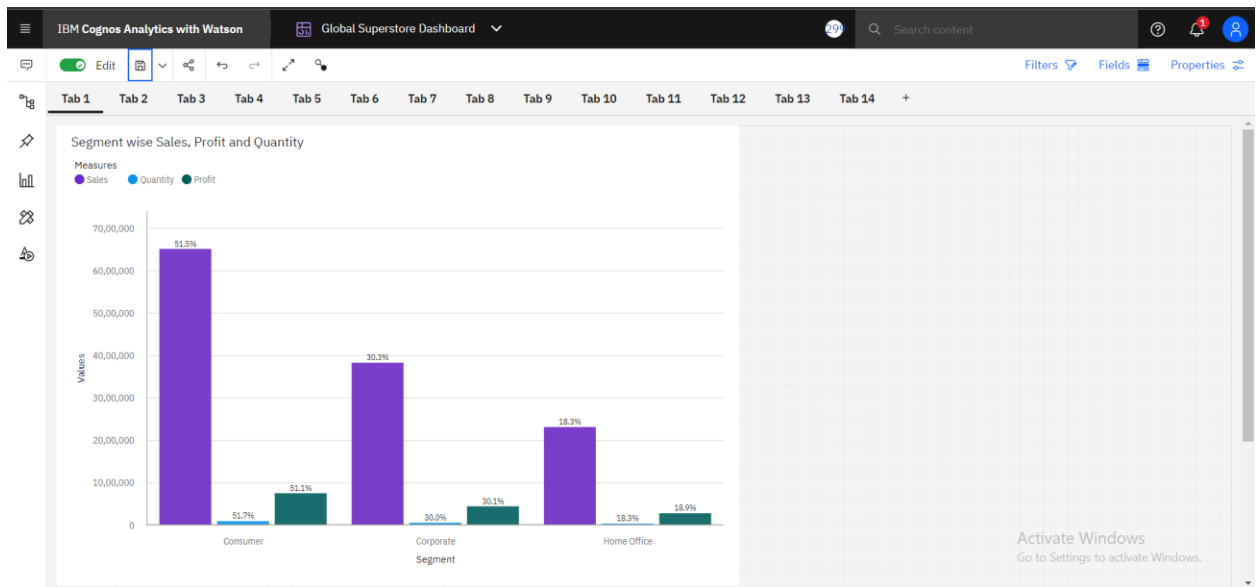 IBM Cognos Analytics with Watson
Global Superstore Dashboard
299
Search content
1
Edit
Filters
Fields
Properties
Tab 1 Tab 2 Tab 3 Tab 4 Tab 5 Tab 6 Tab 7 Tab 8 Tab 9 Tab 10 Tab 11 Tab 12 Tab 13 Tab 14 +
Segment wise Sales, Profit and Quantity
Measures
Sales Quantity Profit
70,00,000
60,00,000
50,00,000
40,00,000
30,00,000
20,00,000
10,00,000
0
Values
51.5%
51.7%
51.1%
30.3%
30.0%
30.1%
18.3%
18.3%
18.9%
Consumer Corporate Home Office
Segment
Activate Windows
Go to Settings to activate Windows.